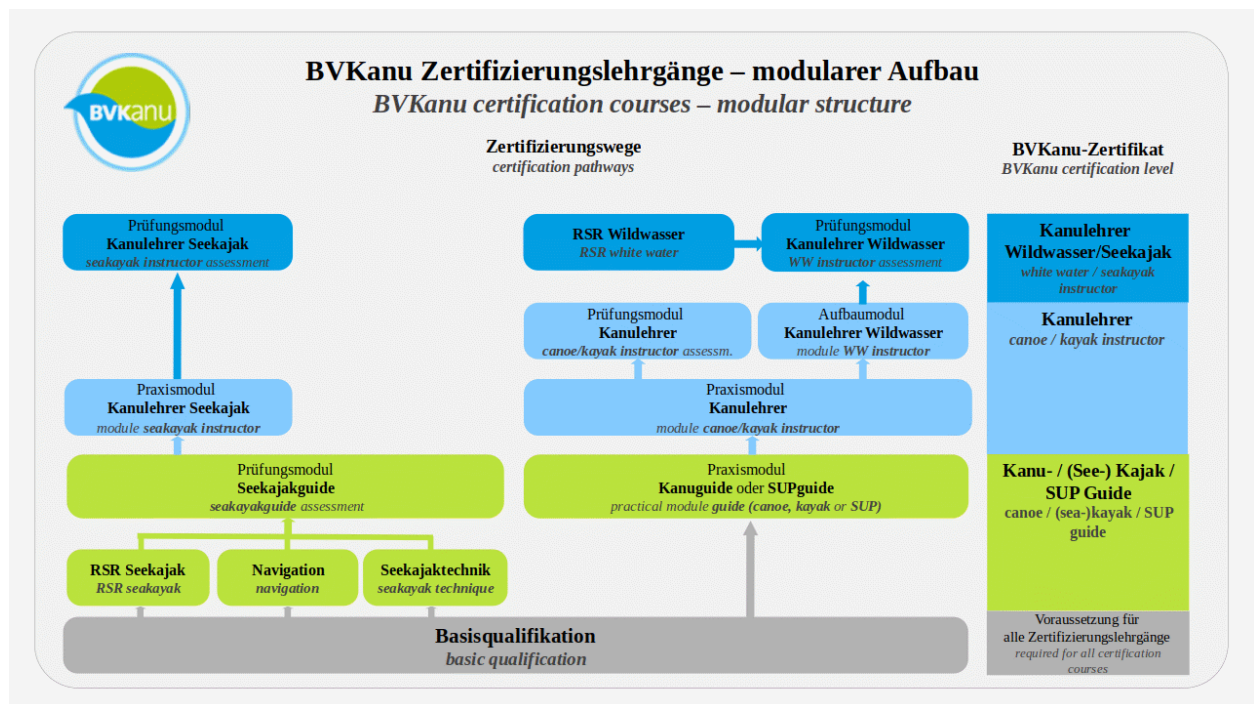 BVKanu Zertifizierungslehrgänge – modularer Aufbau
BVKanu certification courses – modular structure
BVKanu
Zertifizierungswege
certification pathways
BVKanu-Zertifikat
BVKanu certification level
Prüfungsmodul
Kanulehrer Seekajak
seakayak instructor assessment
RSR Wildwasser
RSR white water
Prüfungsmodul
Kanulehrer Wildwasser
WW instructor assessment
Kanulehrer
Wildwasser/Seekajak
white water / seakayak
instructor
Prüfungsmodul
Kanulehrer
canoe/kayak instructor assessm.
Aufbaumodul
Kanulehrer Wildwasser
module WW instructor
Kanulehrer
canoe / kayak instructor
Praxismodul
Kanulehrer Seekajak
module seakayak instructor
Praxismodul
Kanulehrer
module canoe/kayak instructor
Prüfungsmodul
Seekajakguide
seakayakguide assessment
Praxismodul
Kanuguide oder SUPguide
practical module guide (canoe, kayak or SUP)
Kanu- / (See-) Kajak /
SUP Guide
canoe / (sea-)kayak / SUP
guide
RSR Seekajak
RSR seakayak
Navigation
navigation
Seekajaktechnik
seakayak technique
Basisqualifikation
basic qualification
Voraussetzung für
alle Zertifizierungslehrgänge
required for all certification
courses